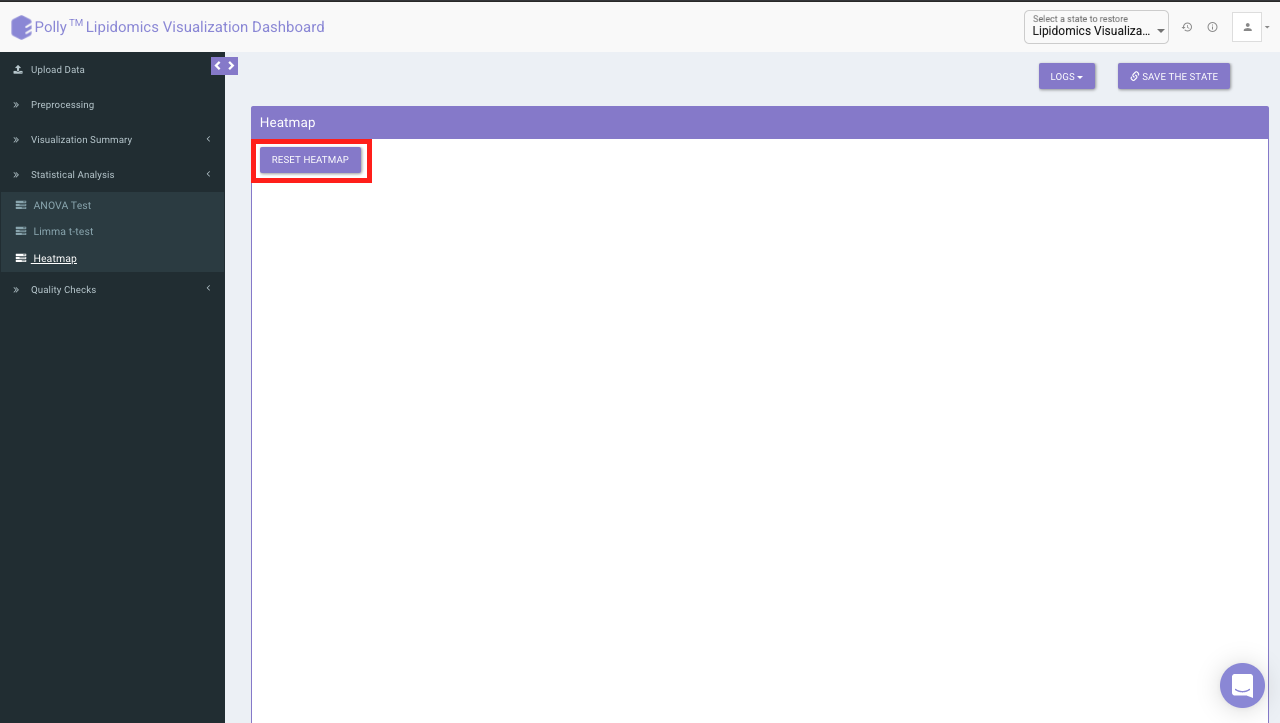 Polly TM Lipidomics Visualization Dashboard
Select a state to restore
Lipidomics Visualiza...
Upload Data
LOGS
SAVE THE STATE
Preprocessing
Visualization Summary
Statistical Analysis
ANOVA Test
Limma t-test
Heatmap
Quality Checks
Heatmap
RESET HEATMAP